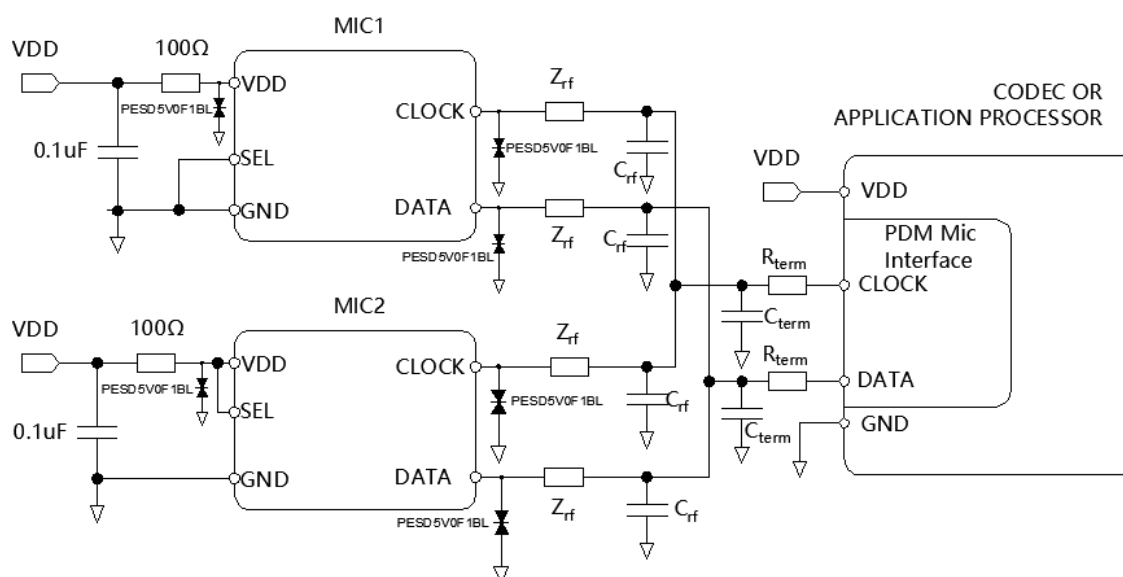 MIC1
VDD
100Ω
VDD
PESD5V0F1BL
0.1uF
SEL
GND
CLOCK
DATA
Zrf
PESD5V0F1BL
Crf
Zrf
PESD5V0F1BL
Crf
MIC2
VDD
100Ω
VDD
PESD5V0F1BL
SEL
0.1uF
GND
CLOCK
DATA
Zrf
PESD5V0F1BL
Crf
Zrf
PESD5V0F1BL
Crf
CODEC OR
APPLICATION PROCESSOR
VDD
VDD
PDM Mic
Interface
Rterm
CLOCK
Cterm
Rterm
DATA
Cterm
GND